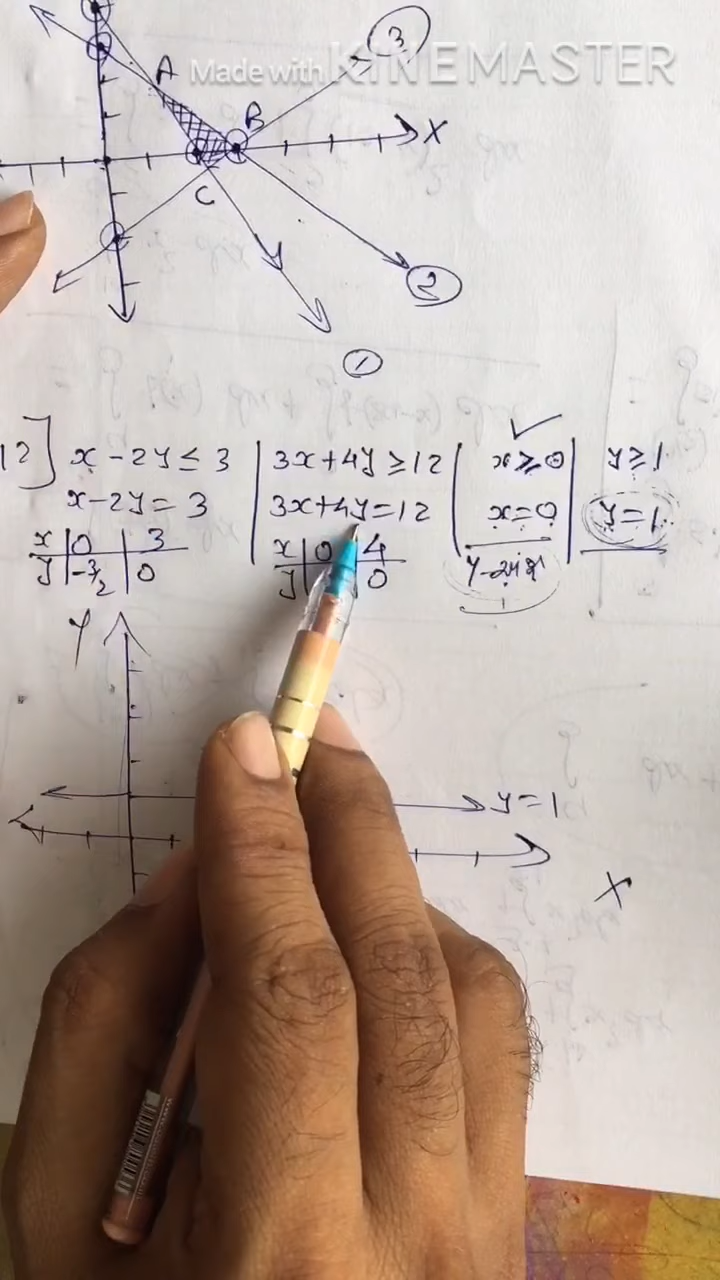 3
Made with KINEMASTER
A
B
X
C
2
1
12] x - 2y ≤ 3 | 3x + 4y ≥ 12 | x ≥ 0 | y ≥ 1
x - 2y = 3 | 3x + 4y = 12 | x = 0 | y = 1
x | 0 | 3 x | 0 | 4
y | -3/2 | 0 y | 0
Y
y = 1
X